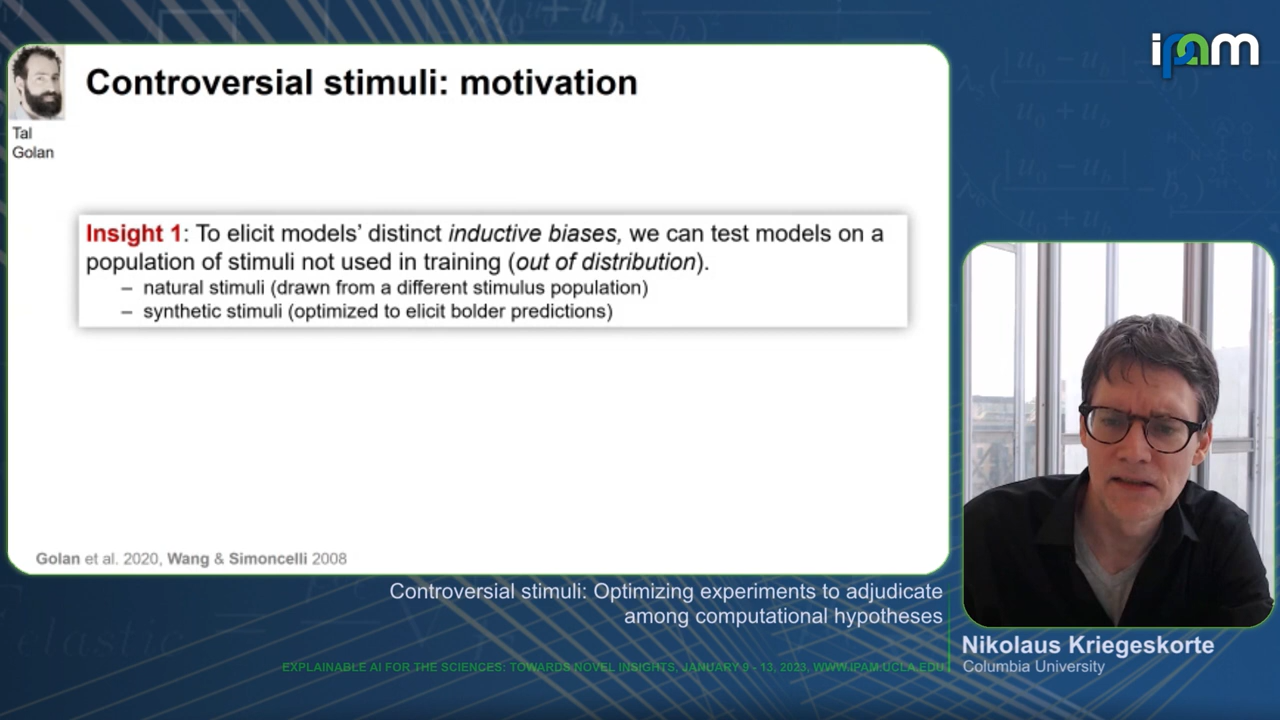 ipam
Controversial stimuli: motivation
Tal
Golan
Insight 1: To elicit models’ distinct inductive biases, we can test models on a
population of stimuli not used in training (out of distribution).
– natural stimuli (drawn from a different stimulus population)
– synthetic stimuli (optimized to elicit bolder predictions)
Golan et al. 2020, Wang & Simoncelli 2008
Controversial stimuli: Optimizing experiments to adjudicate
among computational hypotheses
Nikolaus Kriegeskorte
Columbia University
EXPLAINABLE AI FOR THE SCIENCES: TOWARDS NOVEL INSIGHTS, JANUARY 9 - 13, 2023, WWW.IPAM.UCLA.EDU
elastic